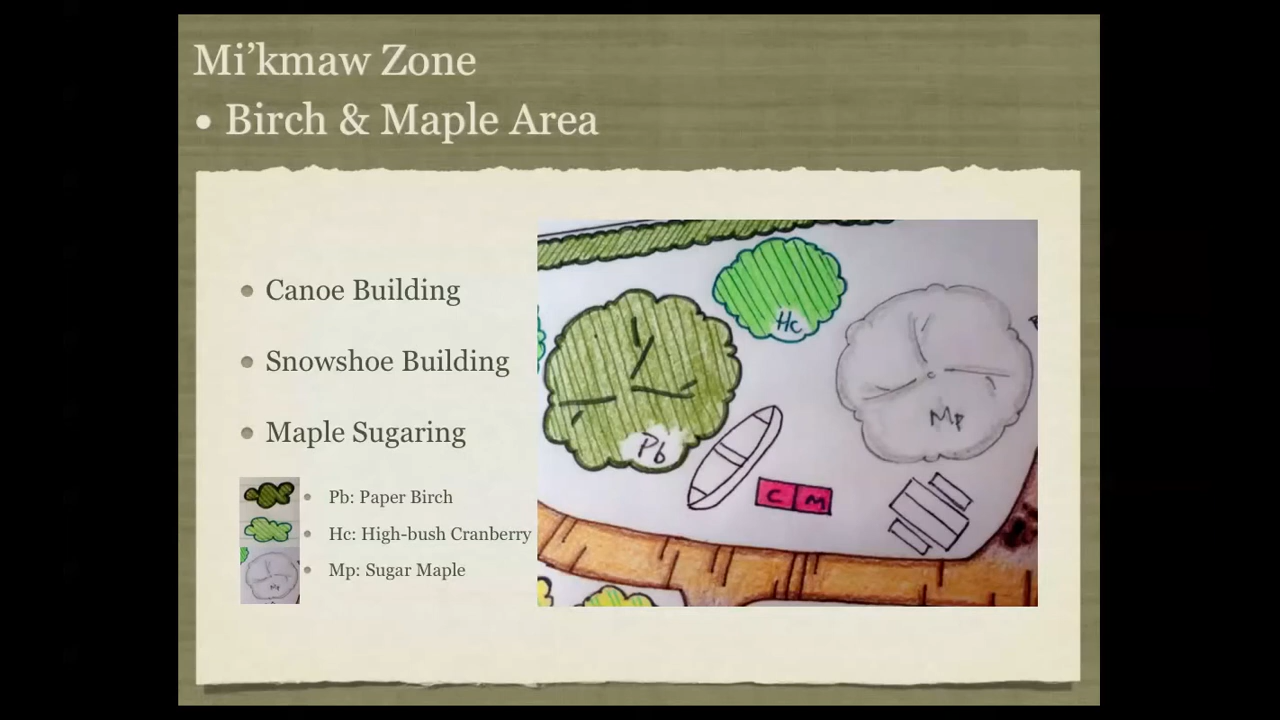 Mi’kmaw Zone
• Birch & Maple Area
• Canoe Building
• Snowshoe Building
• Maple Sugaring
• Pb: Paper Birch
• Hc: High-bush Cranberry
• Mp: Sugar Maple
Hc
Mp
Pb
C M